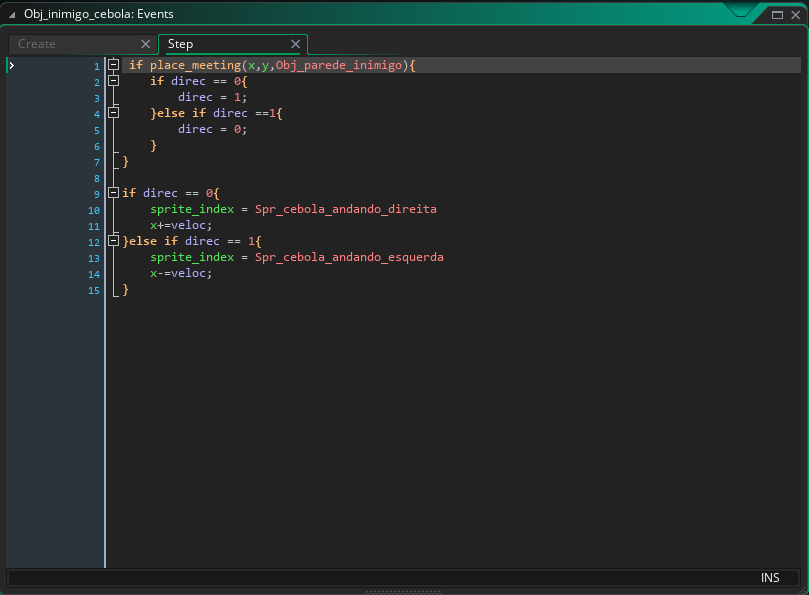 Obj_inimigo_cebola: Events
Create
Step
1 if place_meeting(x,y,Obj_parede_inimigo){
2 if direc == 0{
3 direc = 1;
4 }else if direc ==1{
5 direc = 0;
6 }
7 }
8
9 if direc == 0{
10 sprite_index = Spr_cebola_andando_direita
11 x+=veloc;
12 }else if direc == 1{
13 sprite_index = Spr_cebola_andando_esquerda
14 x-=veloc;
15 }
INS